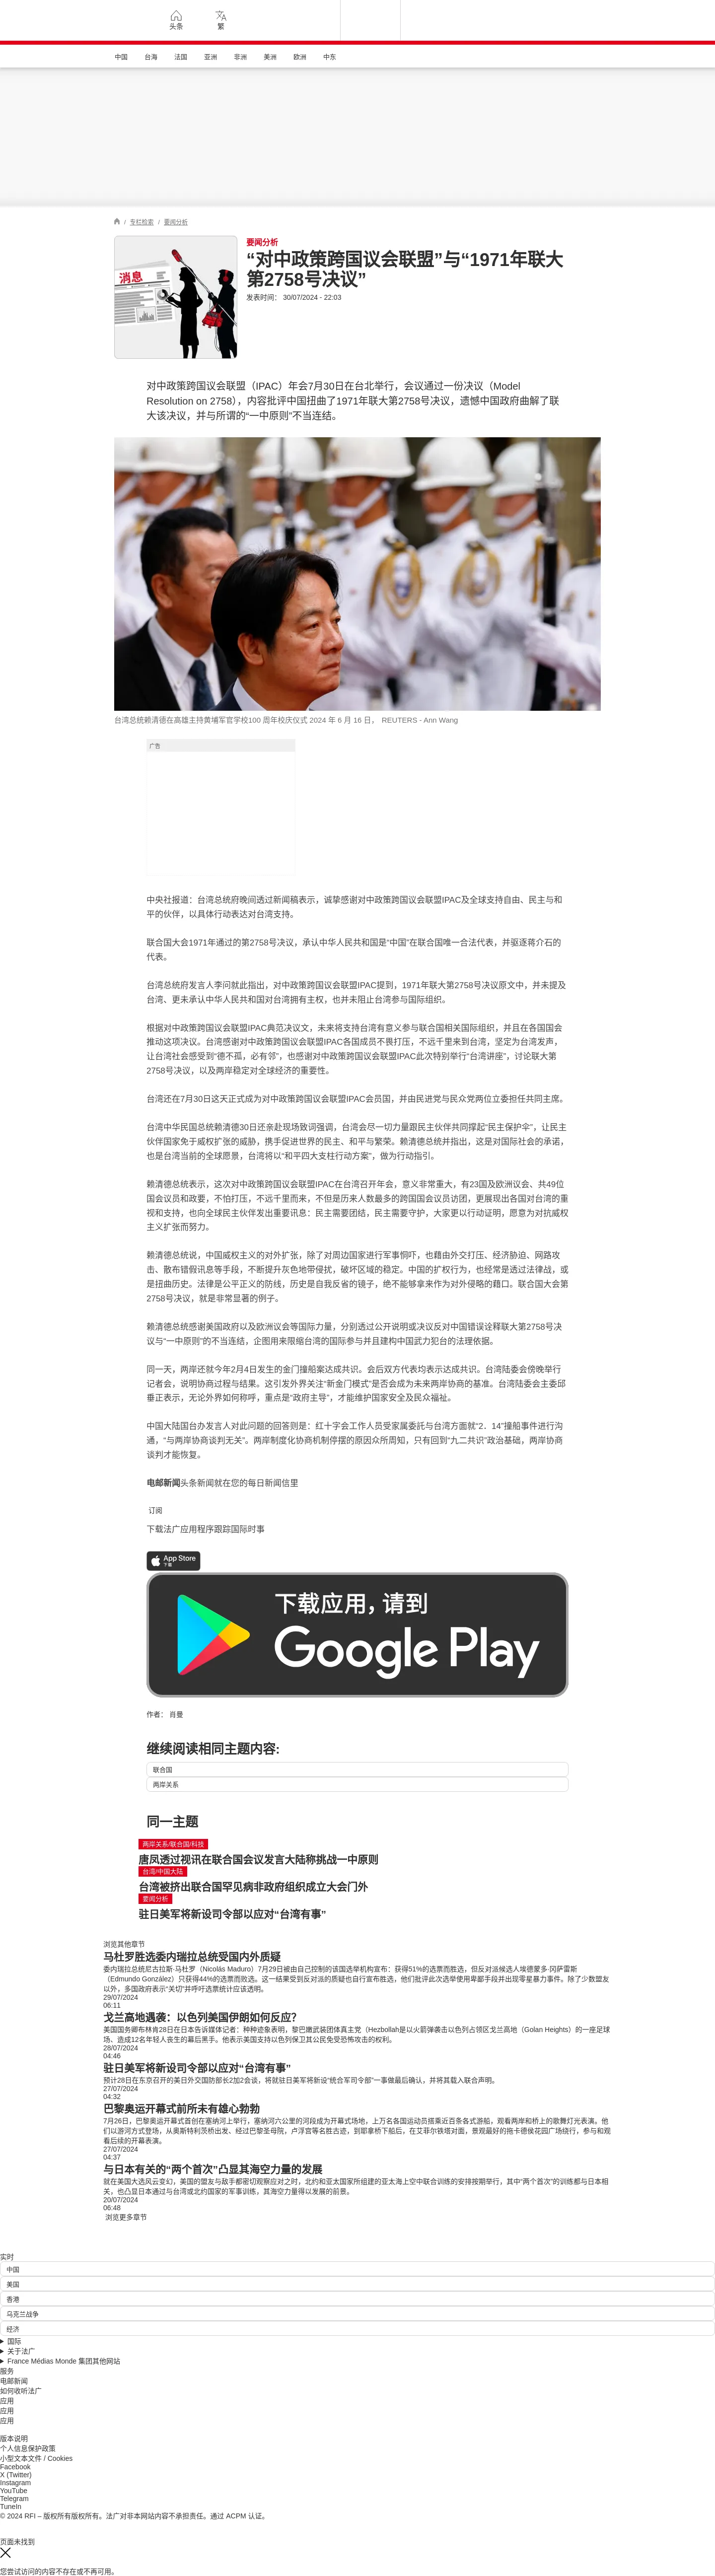 头条
繁
中国 台海 法国 亚洲 非洲 美洲 欧洲 中东
/ 专栏检索 / 要闻分析
消息
要闻分析
“对中政策跨国议会联盟”与“1971年联大
第2758号决议”
发表时间： 30/07/2024 - 22:03
对中政策跨国议会联盟（IPAC）年会7月30日在台北举行，会议通过一份决议（Model
Resolution on 2758），内容批评中国扭曲了1971年联大第2758号决议，遗憾中国政府曲解了联
大该决议，并与所谓的“一中原则”不当连结。
台湾总统赖清德在高雄主持黄埔军官学校100 周年校庆仪式 2024 年 6 月 16 日， REUTERS - Ann Wang
广告
中央社报道：台湾总统府晚间透过新闻稿表示，诚挚感谢对中政策跨国议会联盟IPAC及全球支持自由、民主与和
平的伙伴，以具体行动表达对台湾支持。
联合国大会1971年通过的第2758号决议，承认中华人民共和国是“中国”在联合国唯一合法代表，并驱逐蒋介石的
代表。
台湾总统府发言人李问就此指出，对中政策跨国议会联盟IPAC提到，1971年联大第2758号决议原文中，并未提及
台湾、更未承认中华人民共和国对台湾拥有主权，也并未阻止台湾参与国际组织。
根据对中政策跨国议会联盟IPAC典范决议文，未来将支持台湾有意义参与联合国相关国际组织，并且在各国国会
推动这项决议。台湾感谢对中政策跨国议会联盟IPAC各国成员不畏打压，不远千里来到台湾，坚定为台湾发声，
让台湾社会感受到“德不孤，必有邻”，也感谢对中政策跨国议会联盟IPAC此次特别举行“台湾讲座”，讨论联大第
2758号决议，以及两岸稳定对全球经济的重要性。
台湾还在7月30日这天正式成为对中政策跨国议会联盟IPAC会员国，并由民进党与民众党两位立委担任共同主席。
台湾中华民国总统赖清德30日还亲赴现场致词强调，台湾会尽一切力量跟民主伙伴共同撑起“民主保护伞”，让民主
伙伴国家免于威权扩张的威胁，携手促进世界的民主、和平与繁荣。赖清德总统并指出，这是对国际社会的承诺，
也是台湾当前的全球愿景，台湾将以“和平四大支柱行动方案”，做为行动指引。
赖清德总统表示，这次对中政策跨国议会联盟IPAC在台湾召开年会，意义非常重大，有23国及欧洲议会、共49位
国会议员和政要，不怕打压，不远千里而来，不但是历来人数最多的跨国国会议员访团，更展现出各国对台湾的重
视和支持，也向全球民主伙伴发出重要讯息：民主需要团结，民主需要守护，大家更以行动证明，愿意为对抗威权
主义扩张而努力。
赖清德总统说，中国威权主义的对外扩张，除了对周边国家进行军事恫吓，也藉由外交打压、经济胁迫、网路攻
击、散布错假讯息等手段，不断提升灰色地带侵扰，破坏区域的稳定。中国的扩权行为，也经常是透过法律战，或
是扭曲历史。法律是公平正义的防线，历史是自我反省的镜子，绝不能够拿来作为对外侵略的藉口。联合国大会第
2758号决议，就是非常显著的例子。
赖清德总统感谢美国政府以及欧洲议会等国际力量，分别透过公开说明或决议反对中国错误诠释联大第2758号决
议与“一中原则”的不当连结，企图用来限缩台湾的国际参与并且建构中国武力犯台的法理依据。
同一天，两岸还就今年2月4日发生的金门撞船案达成共识。会后双方代表均表示达成共识。台湾陆委会傍晚举行
记者会，说明协商过程与结果。这引发外界关注“新金门模式”是否会成为未来两岸协商的基准。台湾陆委会主委邱
垂正表示，无论外界如何称呼，重点是“政府主导”，才能维护国家安全及民众福祉。
中国大陆国台办发言人对此问题的回答则是：红十字会工作人员受家属委託与台湾方面就“2．14”撞船事件进行沟
通，“与两岸协商谈判无关”。两岸制度化协商机制停摆的原因众所周知，只有回到“九二共识”政治基础，两岸协商
谈判才能恢复。
电邮新闻头条新闻就在您的每日新闻信里
订阅
下载法广应用程序跟踪国际时事
App Store
下载
下载应用，请到
Google Play
作者： 肖曼
继续阅读相同主题内容:
联合国
两岸关系
同一主题
两岸关系/联合国/科技
唐凤透过视讯在联合国会议发言大陆称挑战一中原则
台湾/中国大陆
台湾被挤出联合国罕见病非政府组织成立大会门外
要闻分析
驻日美军将新设司令部以应对“台湾有事”
浏览其他章节
马杜罗胜选委内瑞拉总统受国内外质疑
委内瑞拉总统尼古拉斯·马杜罗（Nicolás Maduro）7月29日被由自己控制的该国选举机构宣布：获得51%的选票而胜选，但反对派候选人埃德蒙多·冈萨雷斯
（Edmundo González）只获得44%的选票而败选。这一结果受到反对派的质疑也自行宣布胜选，他们批评此次选举使用卑鄙手段并出现零星暴力事件。除了少数盟友
以外，多国政府表示“关切”并呼吁选票统计应该透明。
29/07/2024
06:11
戈兰高地遇袭：以色列美国伊朗如何反应？
美国国务卿布林肯28日在日本告诉媒体记者：种种迹象表明，黎巴嫩武装团体真主党（Hezbollah是以火箭弹袭击以色列占领区戈兰高地（Golan Heights）的一座足球
场、造成12名年轻人丧生的幕后黑手。他表示美国支持以色列保卫其公民免受恐怖攻击的权利。
28/07/2024
04:46
驻日美军将新设司令部以应对“台湾有事”
预计28日在东京召开的美日外交国防部长2加2会谈，将就驻日美军将新设“统合军司令部”一事做最后确认，并将其载入联合声明。
27/07/2024
04:32
巴黎奥运开幕式前所未有雄心勃勃
7月26日，巴黎奥运开幕式首创在塞纳河上举行，塞纳河六公里的河段成为开幕式场地，上万名各国运动员搭乘近百条各式游船，观看两岸和桥上的歌舞灯光表演。他
们以游河方式登场，从奥斯特利茨桥出发、经过巴黎圣母院，卢浮宫等名胜古迹，到耶拿桥下船后，在艾菲尔铁塔对面，景观最好的拖卡德侯花园广场绕行，参与和观
看后续的开幕表演。
27/07/2024
04:37
与日本有关的“两个首次”凸显其海空力量的发展
就在美国大选风云变幻，美国的盟友与敌手都密切观察应对之时，北约和亚太国家所组建的亚太海上空中联合训练的安排按期举行，其中“两个首次”的训练都与日本相
关，也凸显日本通过与台湾或北约国家的军事训练，其海空力量得以发展的前景。
20/07/2024
06:48
浏览更多章节
实时
中国
美国
香港
乌克兰战争
经济
国际
关于法广
France Médias Monde 集团其他网站
服务
电邮新闻
如何收听法广
应用
应用
应用
版本说明
个人信息保护政策
小型文本文件 / Cookies
Facebook
X (Twitter)
Instagram
YouTube
Telegram
TuneIn
© 2024 RFI – 版权所有版权所有。法广对非本网站内容不承担责任。通过 ACPM 认证。
页面未找到
您尝试访问的内容不存在或不再可用。